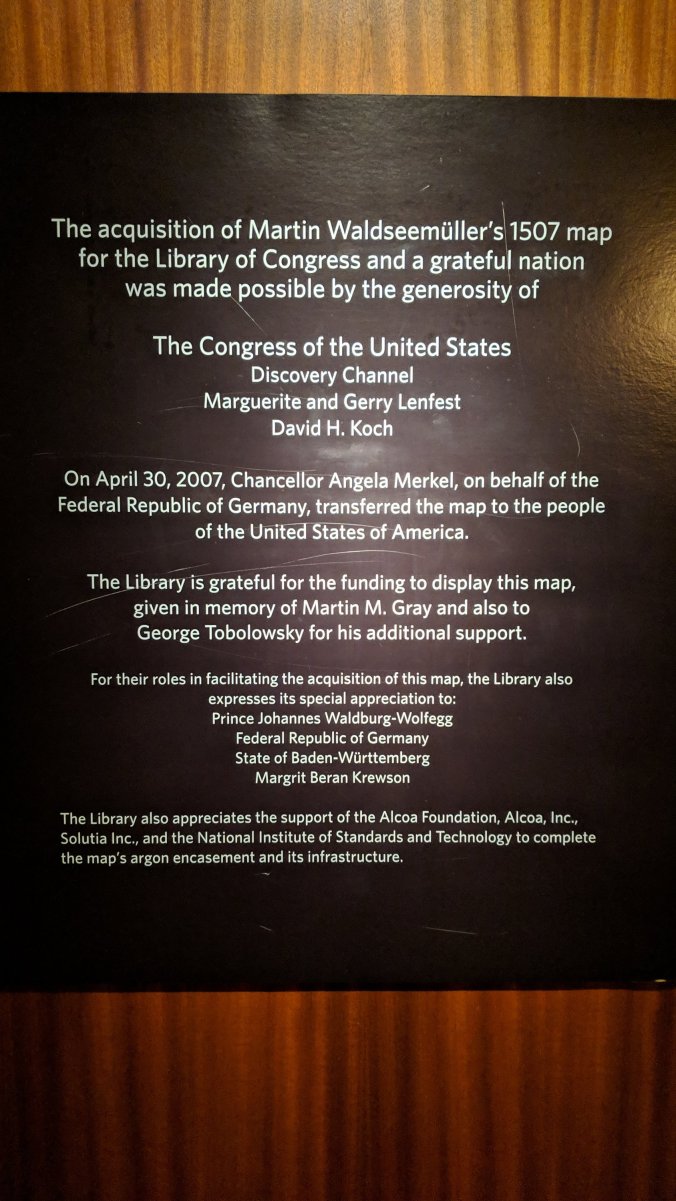 The acquisition of Martin Waldseemüller's 1507 map
for the Library of Congress and a grateful nation
was made possible by the generosity of
The Congress of the United States
Discovery Channel
Marguerite and Gerry Lenfest
David H. Koch
On April 30, 2007, Chancellor Angela Merkel, on behalf of the
Federal Republic of Germany, transferred the map to the people
of the United States of America.
The Library is grateful for the funding to display this map,
given in memory of Martin M. Gray and also to
George Tobolowsky for his additional support.
For their roles in facilitating the acquisition of this map, the Library also
expresses its special appreciation to:
Prince Johannes Waldburg-Wolfegg
Federal Republic of Germany
State of Baden-Württemberg
Margrit Beran Krewson
The Library also appreciates the support of the Alcoa Foundation, Alcoa, Inc.,
Solutia Inc., and the National Institute of Standards and Technology to complete
the map's argon encasement and its infrastructure.